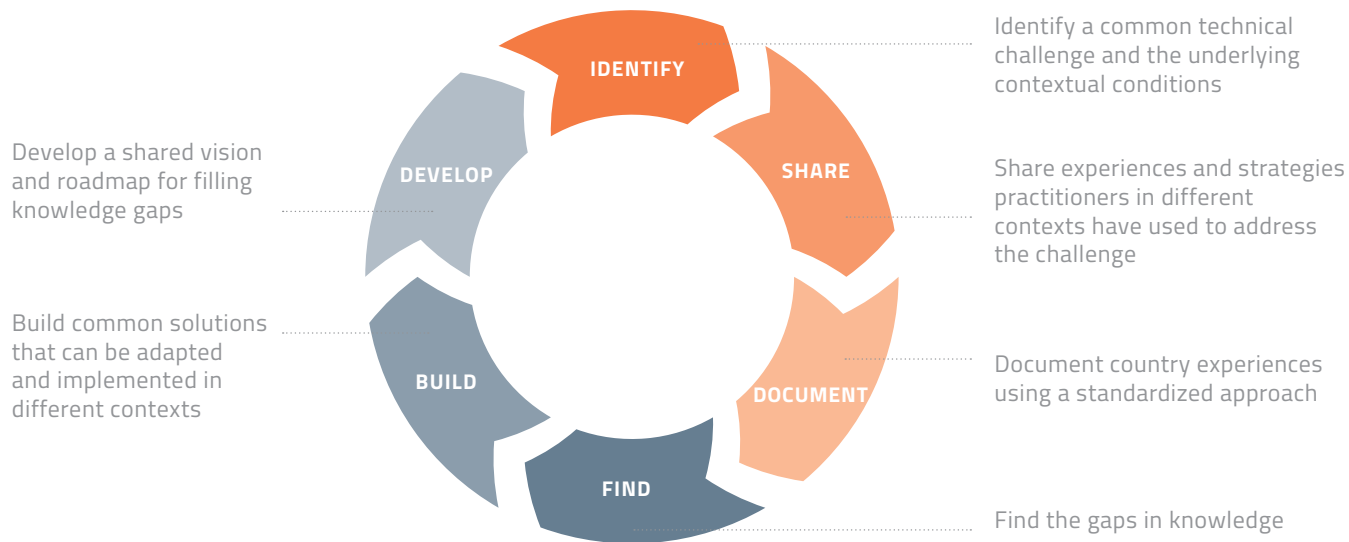 IDENTIFY
Identify a common technical
challenge and the underlying
contextual conditions
SHARE
Share experiences and strategies
practitioners in different
contexts have used to address
the challenge
DOCUMENT
Document country experiences
using a standardized approach
FIND
Find the gaps in knowledge
BUILD
Build common solutions
that can be adapted
and implemented in
different contexts
DEVELOP
Develop a shared vision
and roadmap for filling
knowledge gaps